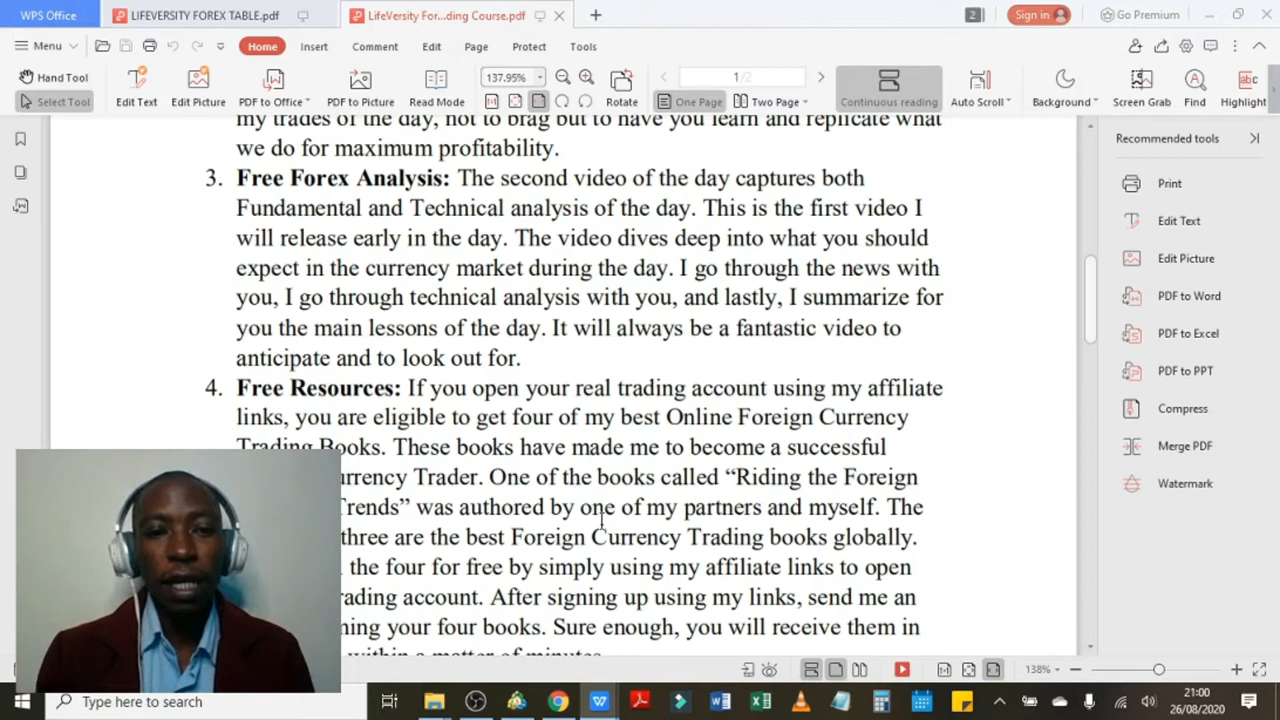 WPS Office
LIFEVERSITY FOREX TABLE.pdf
LifeVersity For...ding Course.pdf
2
Sign in
Go Premium
Menu
Home
Insert
Comment
Edit
Page
Protect
Tools
Hand Tool
Select Tool
Edit Text
Edit Picture
PDF to Office
PDF to Picture
Read Mode
137.95%
Rotate
1/2
One Page
Two Page
Continuous reading
Auto Scroll
Background
Screen Grab
Find
Highlight
my trades of the day, not to brag but to have you learn and replicate what
we do for maximum profitability.
3. Free Forex Analysis: The second video of the day captures both
Fundamental and Technical analysis of the day. This is the first video I
will release early in the day. The video dives deep into what you should
expect in the currency market during the day. I go through the news with
you, I go through technical analysis with you, and lastly, I summarize for
you the main lessons of the day. It will always be a fantastic video to
anticipate and to look out for.
4. Free Resources: If you open your real trading account using my affiliate
links, you are eligible to get four of my best Online Foreign Currency
Trading Books. These books have made me to become a successful
urrency Trader. One of the books called “Riding the Foreign
Trends” was authored by one of my partners and myself. The
three are the best Foreign Currency Trading books globally.
the four for free by simply using my affiliate links to open
rading account. After signing up using my links, send me an
ning your four books. Sure enough, you will receive them in
within a matter of minutes.
Recommended tools
Print
Edit Text
Edit Picture
PDF to Word
PDF to Excel
PDF to PPT
Compress
Merge PDF
Watermark
138%
Type here to search
21:00
26/08/2020